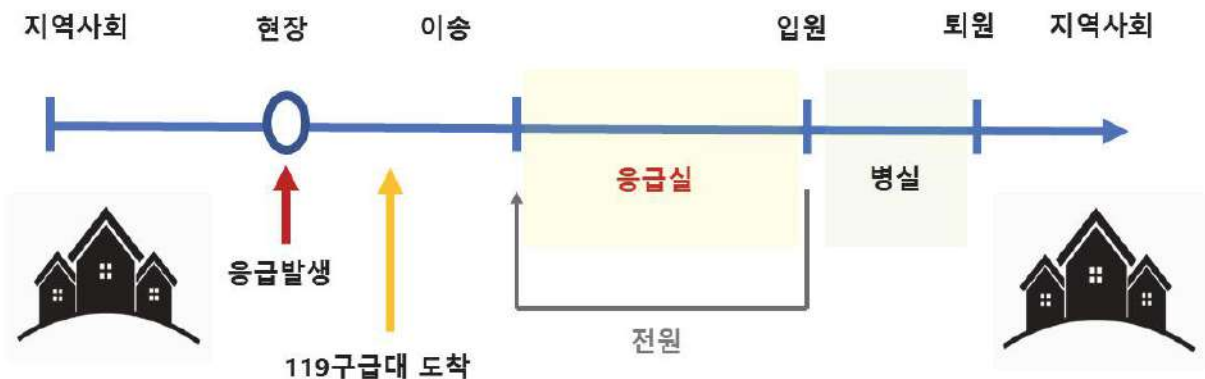 지역사회
현장
이송
입원
퇴원
지역사회
응급실
병실
응급발생
전원
119구급대 도착